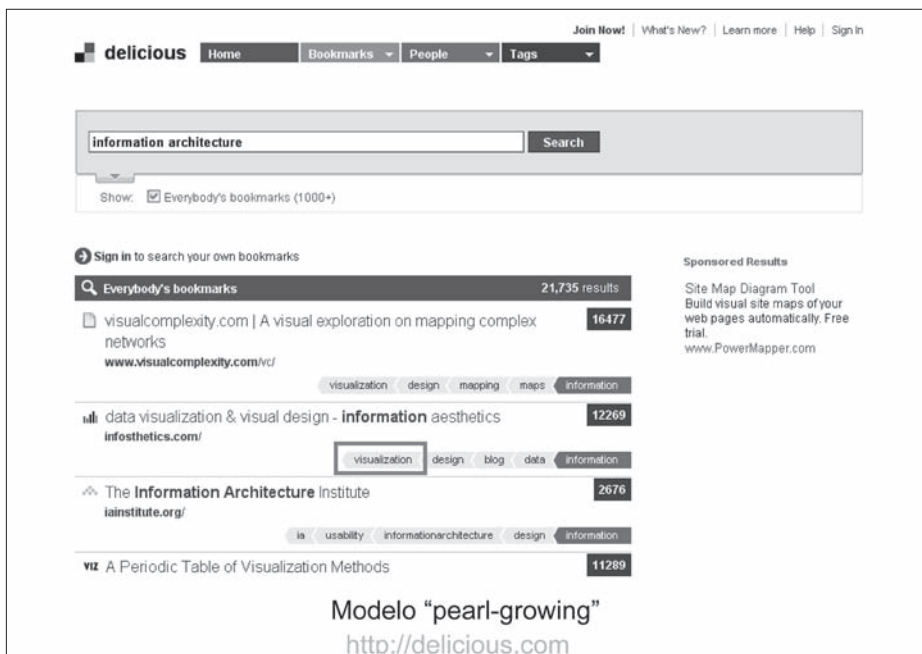 Join Now! | What's New? | Learn more | Help | Sign In
delicious Home Bookmarks People Tags
information architecture Search
Show: Everybody's bookmarks (1000+)
Sign in to search your own bookmarks
Everybody's bookmarks 21,735 results
visualcomplexity.com | A visual exploration on mapping complex 16477
networks
www.visualcomplexity.com/vc/
visualization design mapping maps information
data visualization & visual design - information aesthetics 12269
infosthetics.com/
visualization design blog data information
The Information Architecture Institute 2676
iainstitute.org/
ia usability informationarchitecture design information
VIZ A Periodic Table of Visualization Methods 11289
Sponsored Results
Site Map Diagram Tool
Build visual site maps of your
web pages automatically. Free
trial.
www.PowerMapper.com
Modelo “pearl-growing”
http://delicious.com